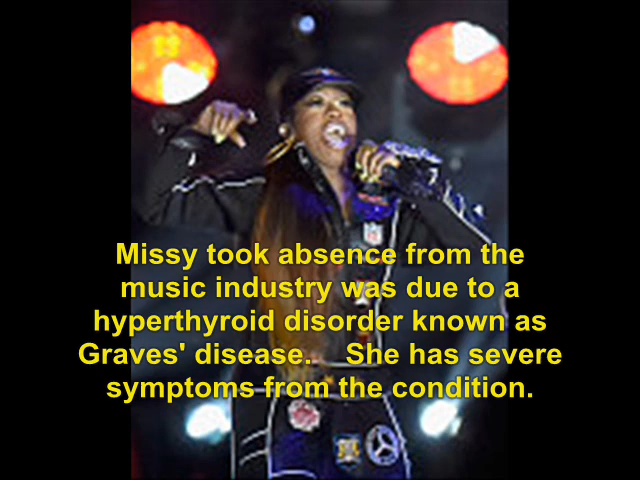 Missy took absence from the
music industry was due to a
hyperthyroid disorder known as
Graves' disease.    She has severe
symptoms from the condition.